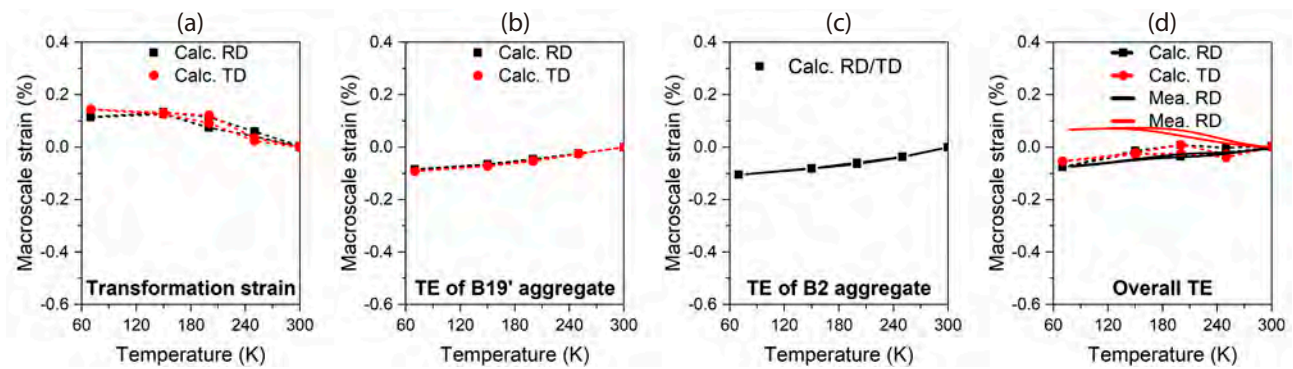 (a)
0.4
0.2
0.0
-0.2
-0.4
-0.6
Macroscale strain (%)
Calc. RD
Calc. TD
Transformation strain
60 120 180 240 300
Temperature (K)
(b)
0.4
0.2
0.0
-0.2
-0.4
-0.6
Macroscale strain (%)
Calc. RD
Calc. TD
TE of B19' aggregate
60 120 180 240 300
Temperature (K)
(c)
0.4
0.2
0.0
-0.2
-0.4
-0.6
Macroscale strain (%)
Calc. RD/TD
TE of B2 aggregate
60 120 180 240 300
Temperature (K)
(d)
0.4
0.2
0.0
-0.2
-0.4
-0.6
Macroscale strain (%)
Calc. RD
Calc. TD
Mea. RD
Mea. RD
Overall TE
60 120 180 240 300
Temperature (K)